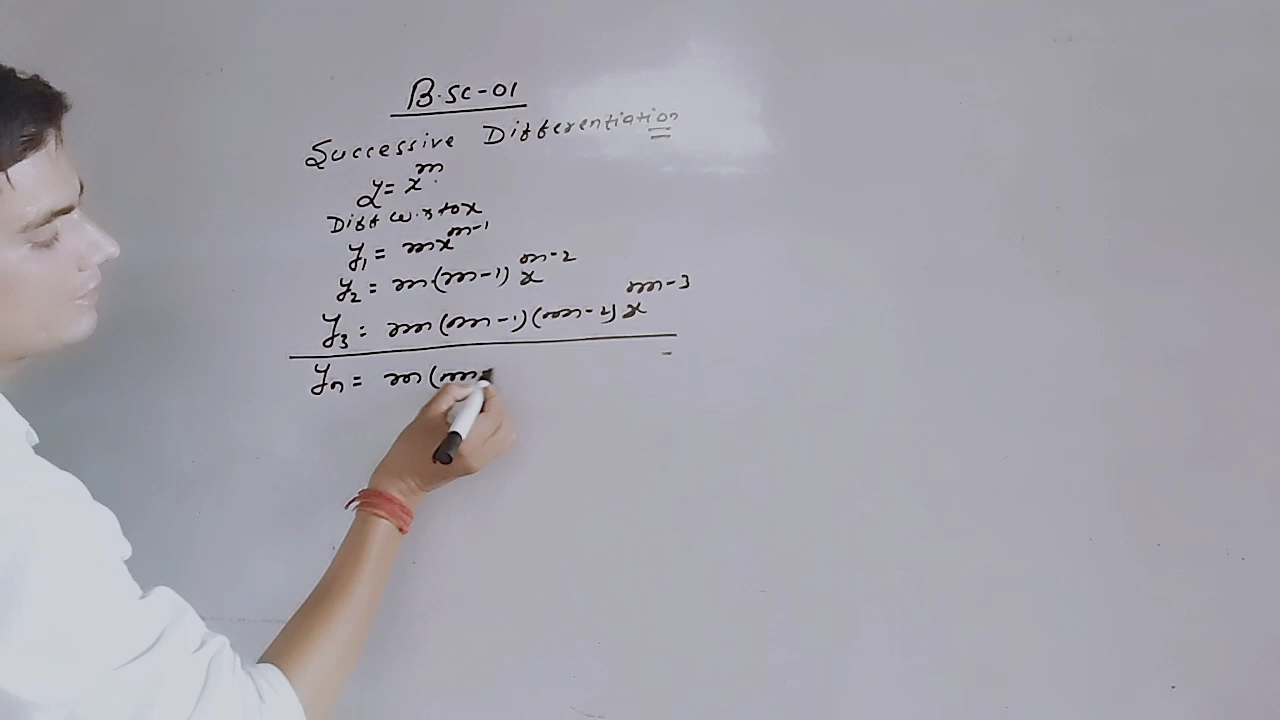 B.Sc-01
Successive Differentiation
y = x^m.
Diff w.r to x
y₁ = mx^{m-1}
y₂ = m(m-1) x^{m-2}
y₃ = m(m-1)(m-2) x^{m-3}
yₙ = m(m-